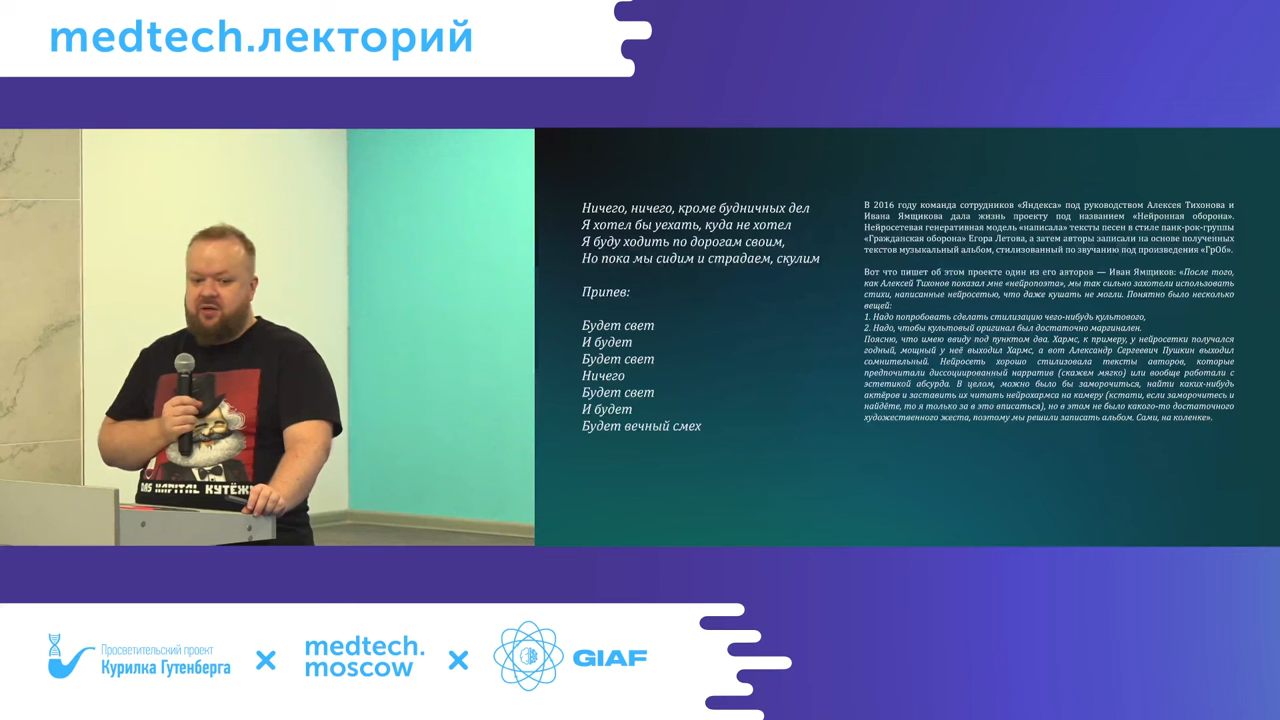 medtech.лекторий
DAS KAPITAL КУТЁЖ
Ничего, ничего, кроме будничных дел
Я хотел бы уехать, куда не хотел
Я буду ходить по дорогам своим,
Но пока мы сидим и страдаем, скулим
Припев:
Будет свет
И будет
Будет свет
Ничего
Будет свет
И будет
Будет вечный смех
В 2016 году команда сотрудников «Яндекса» под руководством Алексея Тихонова и
Ивана Ямщикова дала жизнь проекту под названием «Нейронная оборона».
Нейросетевая генеративная модель «написала» тексты песен в стиле панк-рок-группы
«Гражданская оборона» Егора Летова, а затем авторы записали на основе полученных
текстов музыкальный альбом, стилизованный по звучанию под произведения «ГрОб».
Вот что пишет об этом проекте один из его авторов — Иван Ямщиков: «После того,
как Алексей Тихонов показал мне «нейропоэта», мы так сильно захотели использовать
стихи, написанные нейросетью, что даже кушать не могли. Понятно было несколько
вещей:
1. Надо попробовать сделать стилизацию чего-нибудь культового,
2. Надо, чтобы культовый оригинал был достаточно маргинален.
Поясню, что имею ввиду под пунктом два. Хармс, к примеру, у нейросетки получался
годный, мощный у неё выходил Хармс, а вот Александр Сергеевич Пушкин выходил
сомнительный. Нейросеть хорошо стилизовала тексты авторов, которые
предпочитали диссоциированный нарратив (скажем мягко) или вообще работали с
эстетикой абсурда. В целом, можно было бы заморочиться, найти каких-нибудь
актёров и заставить их читать нейрохармса на камеру (кстати, если заморочитесь и
найдёте, то я только за в это вписаться), но в этом не было какого-то достаточного
художественного жеста, поэтому мы решили записать альбом. Сами, на коленке».
Просветительский проект
Курилка Гутенберга
×
medtech.
moscow
×
GIAF